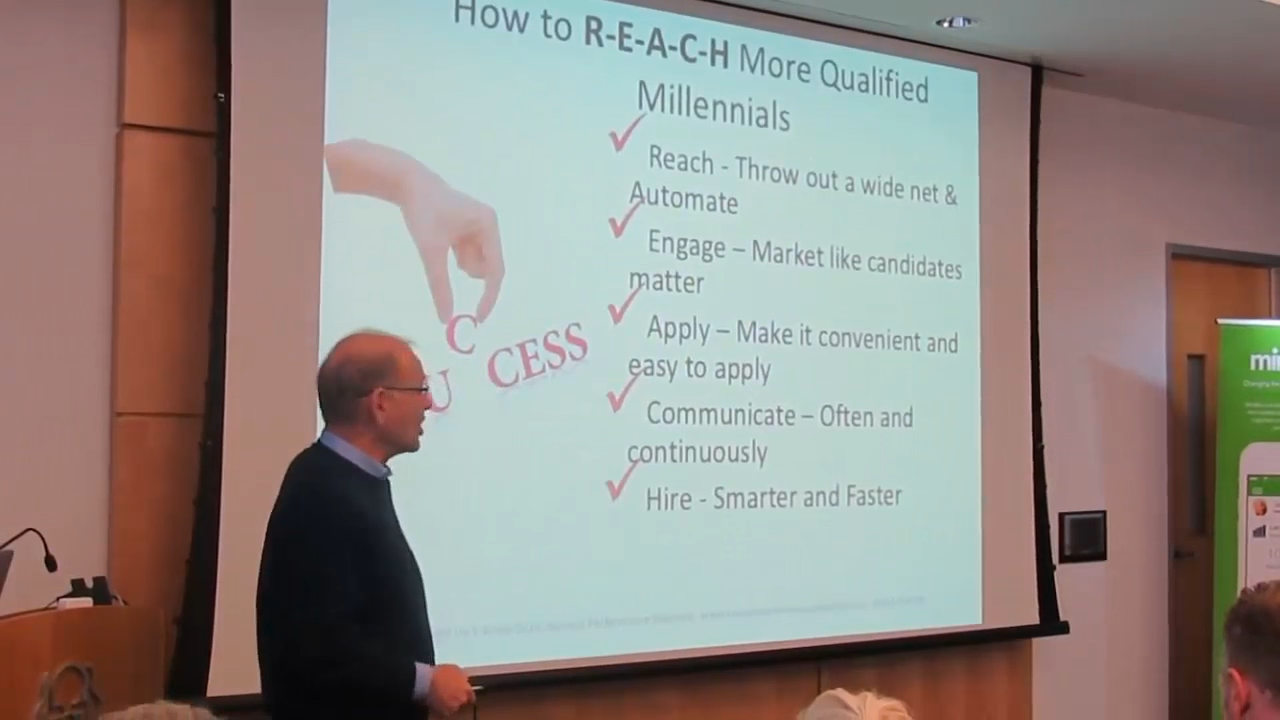 How to R-E-A-C-H More Qualified
Millennials
Reach - Throw out a wide net &
Automate
Engage – Market like candidates
matter
Apply – Make it convenient and
easy to apply
Communicate – Often and
continuously
Hire - Smarter and Faster
C
U CESS